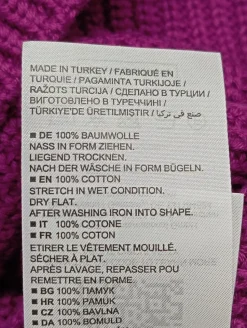 MADE IN TURKEY / FABRIQUÉ EN
TURQUIE / PAGAMINTA TURKIJOJE /
RAŽOTS TURCIJA / СДЕЛАНО В ТУРЦИИ /
ВИГОТОВЛЕНО В ТУРЕЧЧИНІ /
TÜRKİYE'DE ÜRETİLMİŞTİR / صنع في تركيا
■ DE 100% BAUMWOLLE
NASS IN FORM ZIEHEN.
LIEGEND TROCKNEN.
NACH DER WÄSCHE IN FORM BÜGELN.
■ EN 100% COTTON
STRETCH IN WET CONDITION.
DRY FLAT.
AFTER WASHING IRON INTO SHAPE.
■ IT 100% COTONE
■ FR 100% COTON
ETIRER LE VÊTEMENT MOUILLÉ.
SÉCHER À PLAT.
APRÈS LAVAGE, REPASSER POU
REMETTRE EN FORME.
■ BG 100% ПАМУК
■ HR 100% PAMUK
■ CZ 100% BAVLNA
■ DA 100% BOMULD